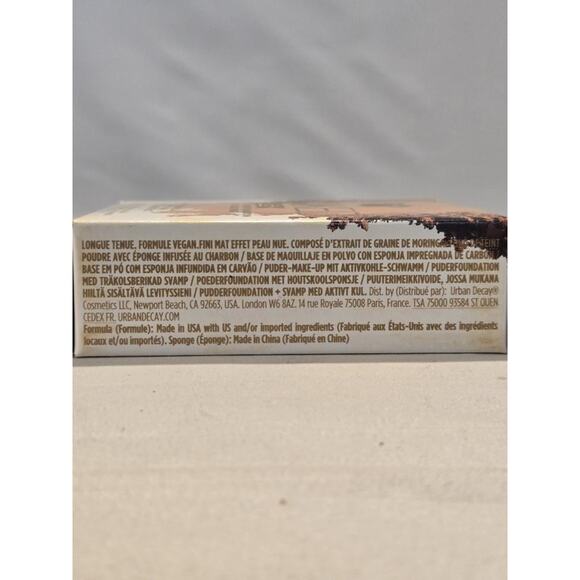 LONGUE TENUE. FORMULE VEGAN.FINI MAT EFFET PEAU NUE. COMPOSÉ D'EXTRAIT DE GRAINE DE MORINGA TEINT
POUDRE AVEC ÉPONGE INFUSÉE AU CHARBON / BASE DE MAQUILLAJE EN POLVO CON ESPONJA IMPREGNADA DE CARBÓN
BASE EM PÓ COM ESPONJA INFUNDIDA EM CARVÃO / PUDER-MAKE-UP MIT AKTIVKOHLE-SCHWAMM / PUDERFOUNDATION
MED TRÄKOLSBERIKAD SVAMP / POEDERFOUNDATION MET HOUTSKOOLSPONSJE / PUUTERIMEIKKIVOIDE, JOSSA MUKANA
HIILTÄ SISÄLTÄVÄ LEVITYSSIENI / PUDDERFOUNDATION + SVAMP MED AKTIVT KUL. Dist. by (Distribué par): Urban Decay®
Cosmetics LLC, Newport Beach, CA 92663, USA. London W6 8AZ. 14 rue Royale 75008 Paris, France. TSA 75000 93584 ST OUEN
CEDEX FR. URBANDECAY.COM
Formula (Formule): Made in USA with US and/or imported ingredients (Fabriqué aux États-Unis avec des ingrédients
locaux et/ou importés). Sponge (Éponge): Made in China (Fabriqué en Chine)